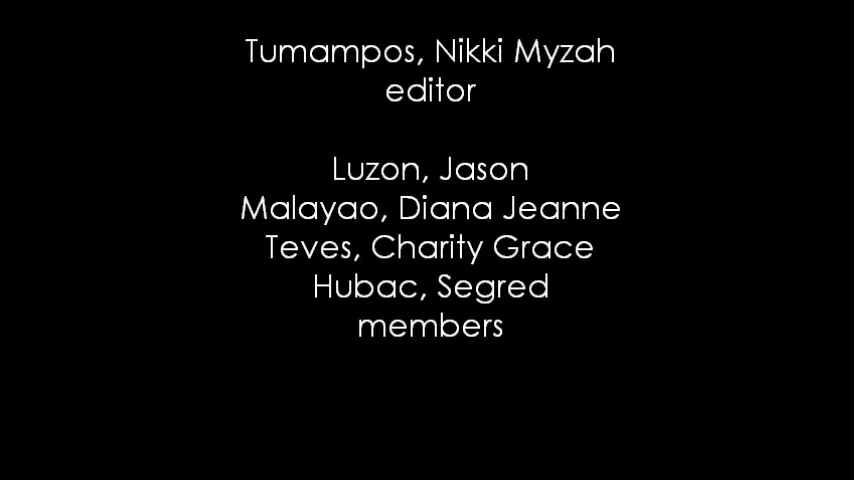 Tumampos, Nikki Myzah
editor
Luzon, Jason
Malayao, Diana Jeanne
Teves, Charity Grace
Hubac, Segred
members